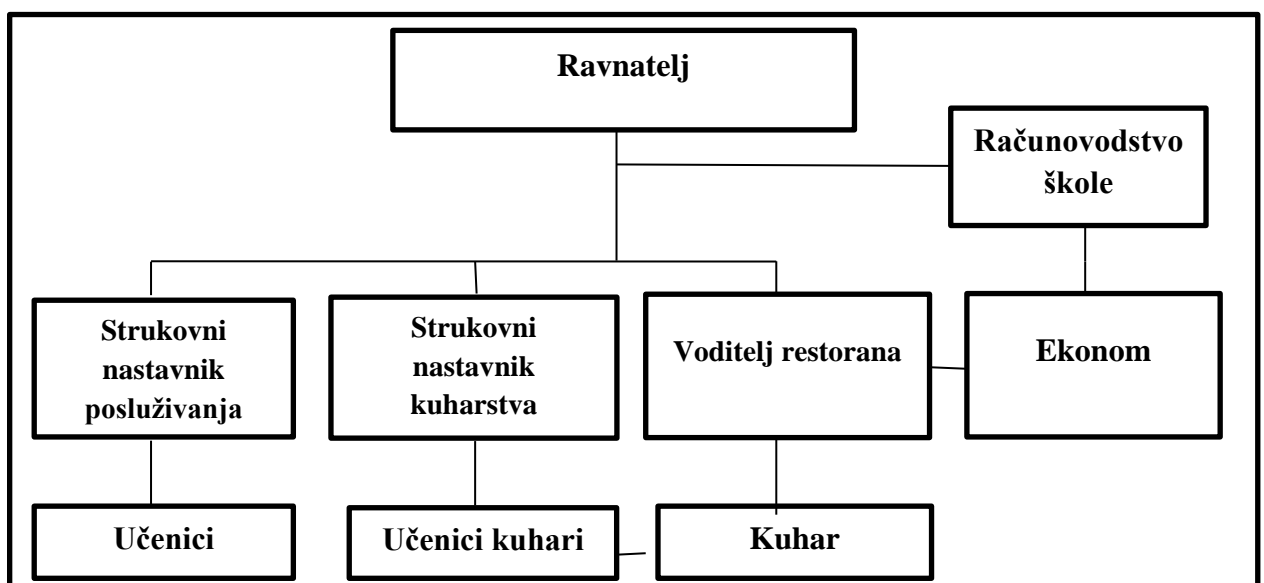 Ravnatelj
Računovodstvo
škole
Strukovni
nastavnik
posluživanja
Strukovni
nastavnik
kuharstva
Voditelj restorana
Ekonom
Učenici
Učenici kuhari
Kuhar